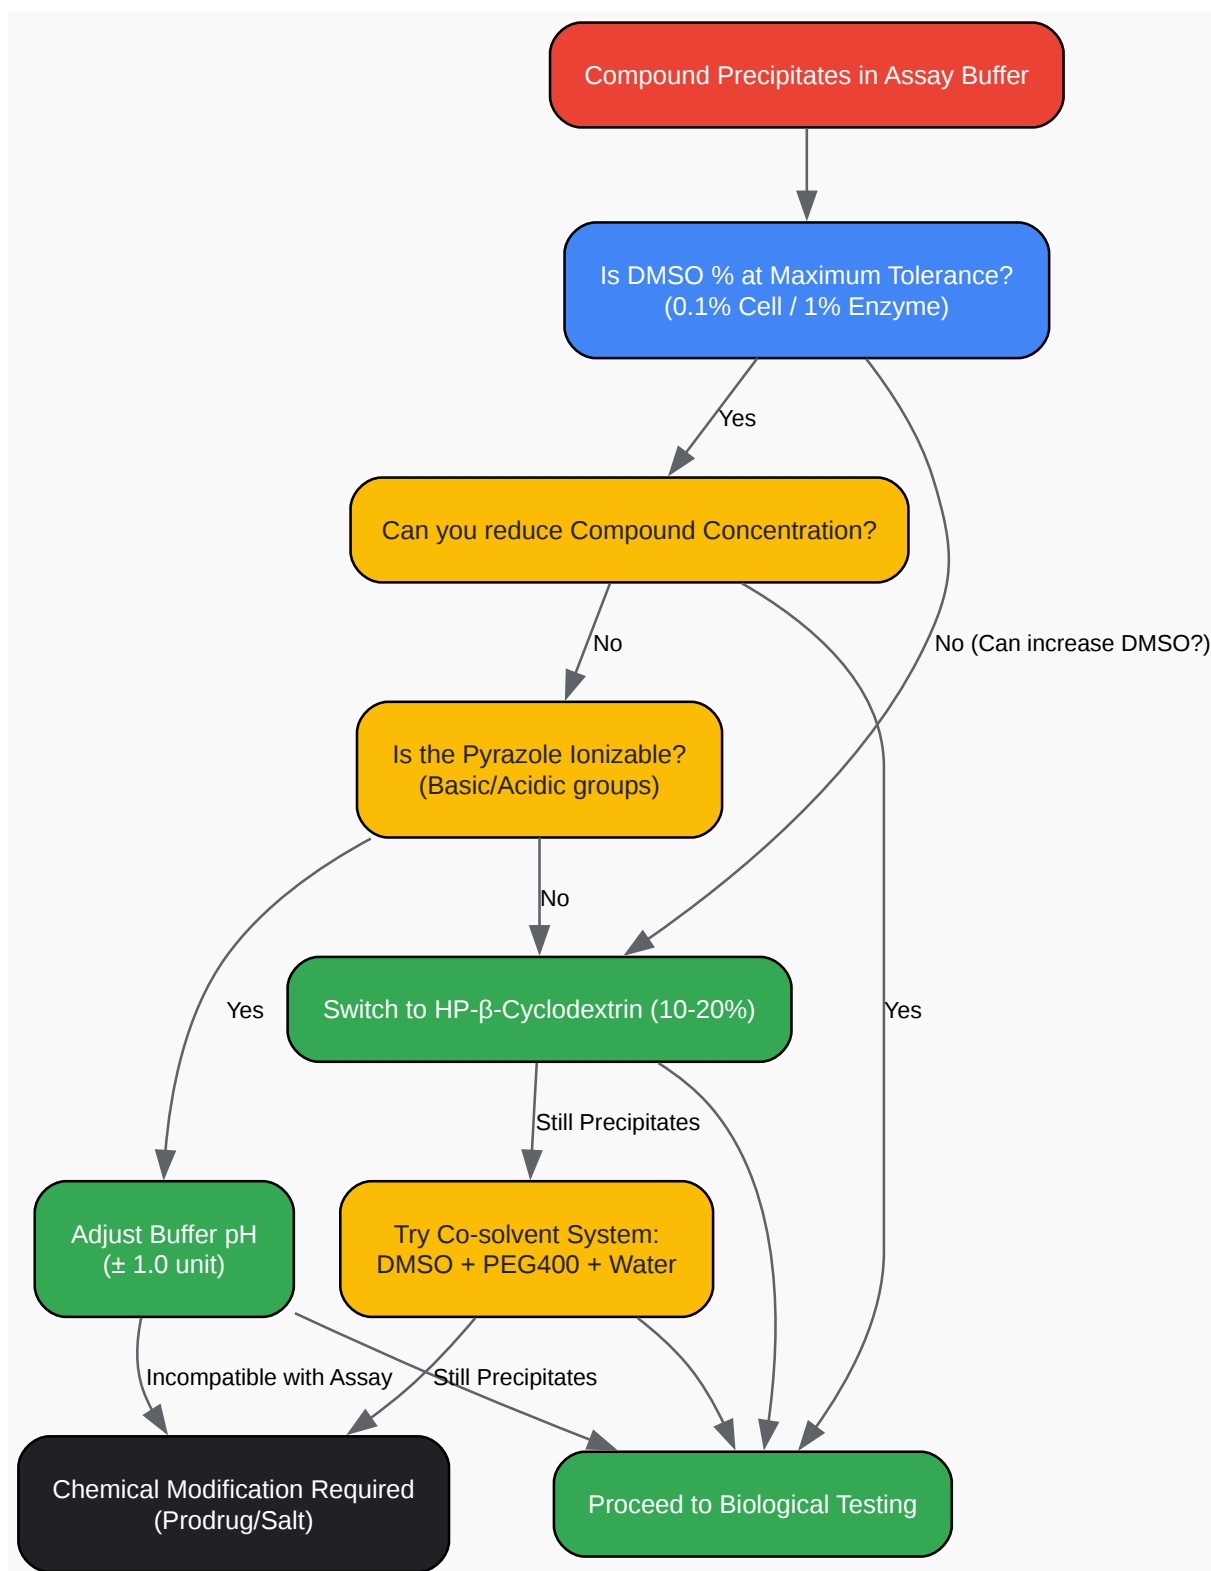 Compound Precipitates in Assay Buffer
Is DMSO % at Maximum Tolerance?
(0.1% Cell / 1% Enzyme)
Yes
Can you reduce Compound Concentration?
No
No (Can increase DMSO?)
Is the Pyrazole Ionizable?
(Basic/Acidic groups)
No
Switch to HP-β-Cyclodextrin (10-20%)
Yes
Yes
Still Precipitates
Adjust Buffer pH
(± 1.0 unit)
Try Co-solvent System:
DMSO + PEG400 + Water
Incompatible with Assay
Still Precipitates
Chemical Modification Required
(Prodrug/Salt)
Proceed to Biological Testing